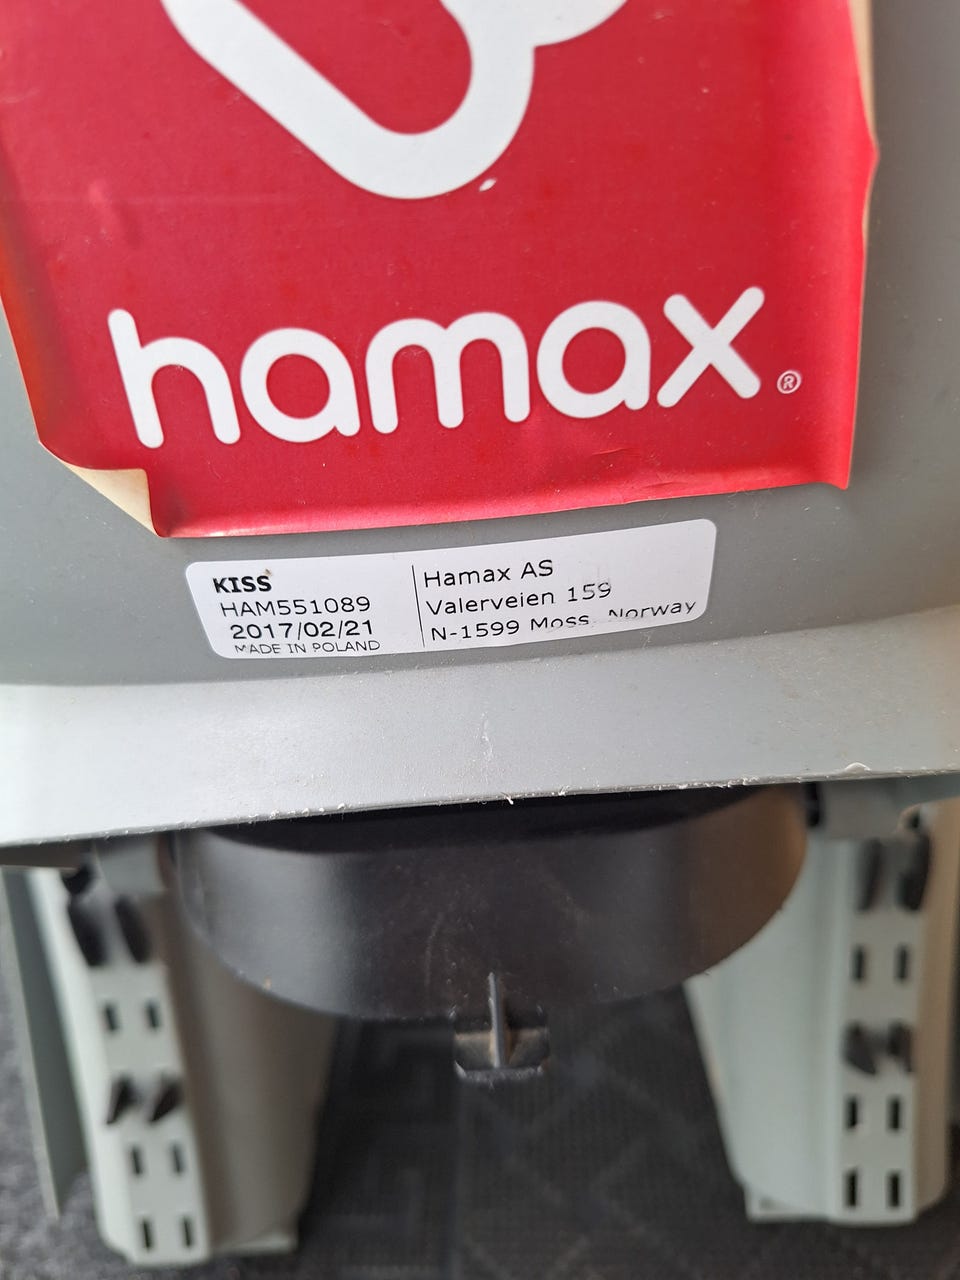 hamax®
KISS
HAM551089
2017/02/21
MADE IN POLAND
Hamax AS
Valerveien 159
N-1599 Moss Norway